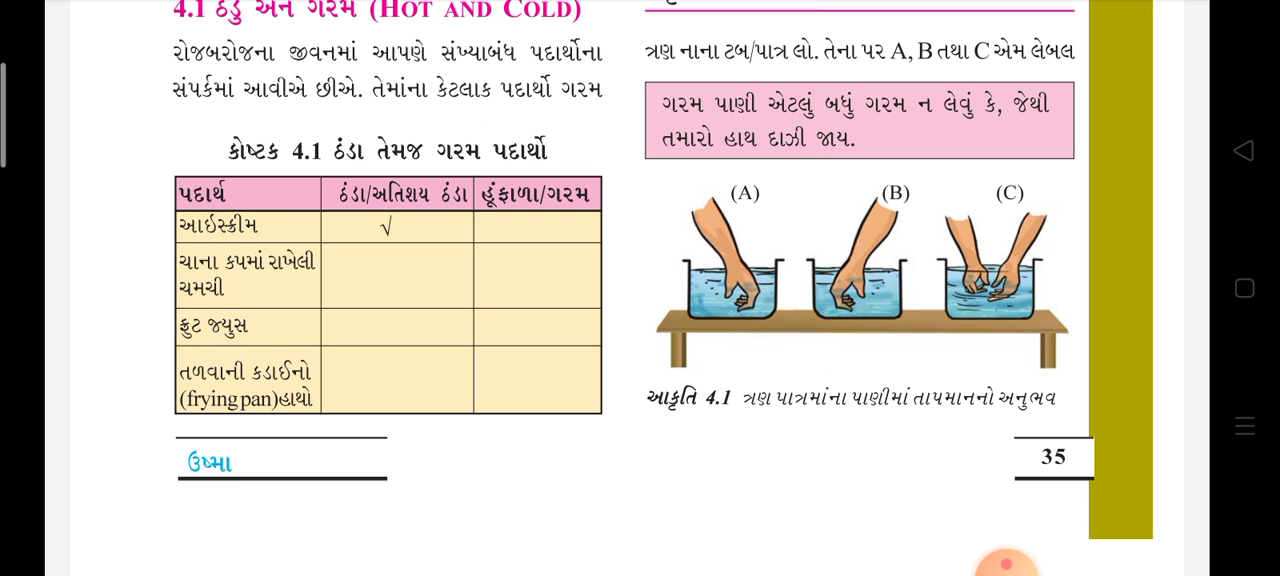 4.1 ઠંડું અને ગરમ (HOT AND COLD)
રોજબરોજના જીવનમાં આપણે સંખ્યાબંધ પદાર્થોના
સંપર્કમાં આવીએ છીએ. તેમાંના કેટલાક પદાર્થો ગરમ
કોષ્ટક 4.1 ઠંડા તેમજ ગરમ પદાર્થો
પદાર્થ ઠંડા/અતિશય ઠંડા હૂંફાળા/ગરમ
આઇસ્ક્રીમ √
ચાના કપમાં રાખેલી
ચમચી
ફ્રુટ જ્યુસ
તળવાની કડાઈનો
(frying pan)હાથો
ત્રણ નાના ટબ/પાત્ર લો. તેના પર A, B તથા C એમ લેબલ
ગરમ પાણી એટલું બધું ગરમ ન લેવું કે, જેથી
તમારો હાથ દાઝી જાય.
(A) (B) (C)
આકૃતિ 4.1 ત્રણ પાત્રમાંના પાણીમાં તાપમાનનો અનુભવ
ઉષ્મા
35